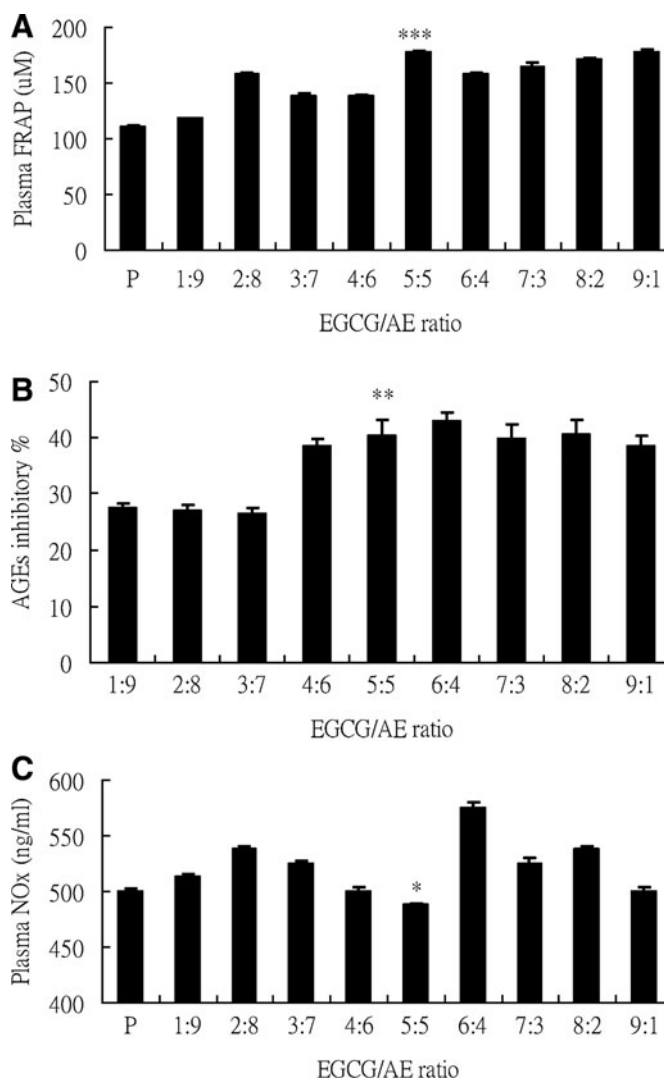 A
Plasma FRAP (uM)
200
150
100
50
0
***
P 1:9 2:8 3:7 4:6 5:5 6:4 7:3 8:2 9:1
EGCG/AE ratio
B
AGEs inhibitory %
50
40
30
20
10
0
**
1:9 2:8 3:7 4:6 5:5 6:4 7:3 8:2 9:1
EGCG/AE ratio
C
Plasma NOx (ng/ml)
600
550
500
450
400
*
P 1:9 2:8 3:7 4:6 5:5 6:4 7:3 8:2 9:1
EGCG/AE ratio